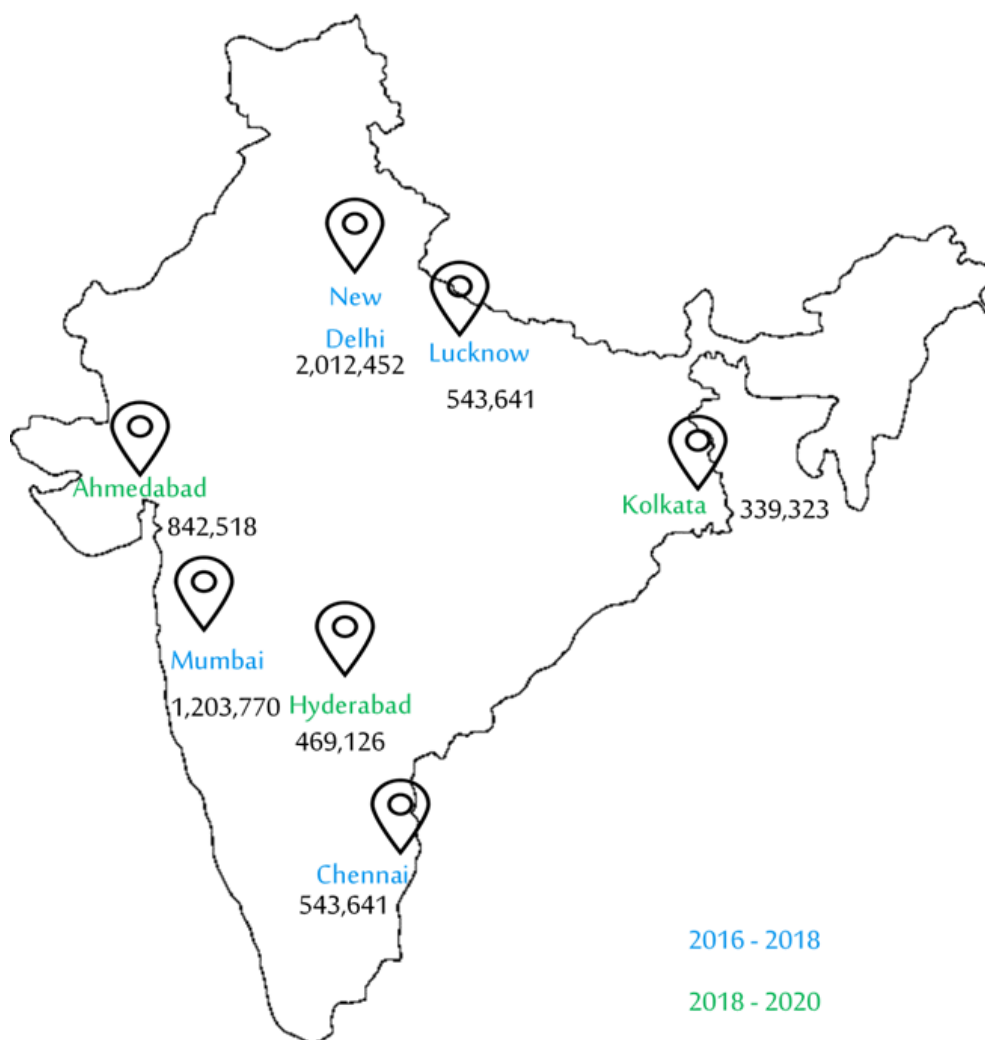 New
Delhi
2,012,452
Lucknow
543,641
Ahmedabad
842,518
Kolkata
339,323
Mumbai
1,203,770
Hyderabad
469,126
Chennai
543,641
2016 - 2018
2018 - 2020